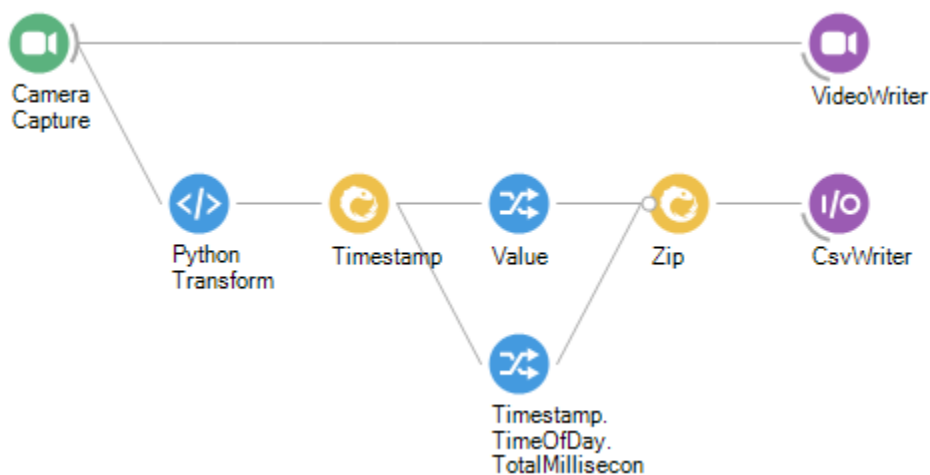 Camera
Capture
VideoWriter
</>
Python
Transform
Timestamp
Value
Zip
I/O
CsvWriter
Timestamp.
TimeOfDay.
TotalMillisecon